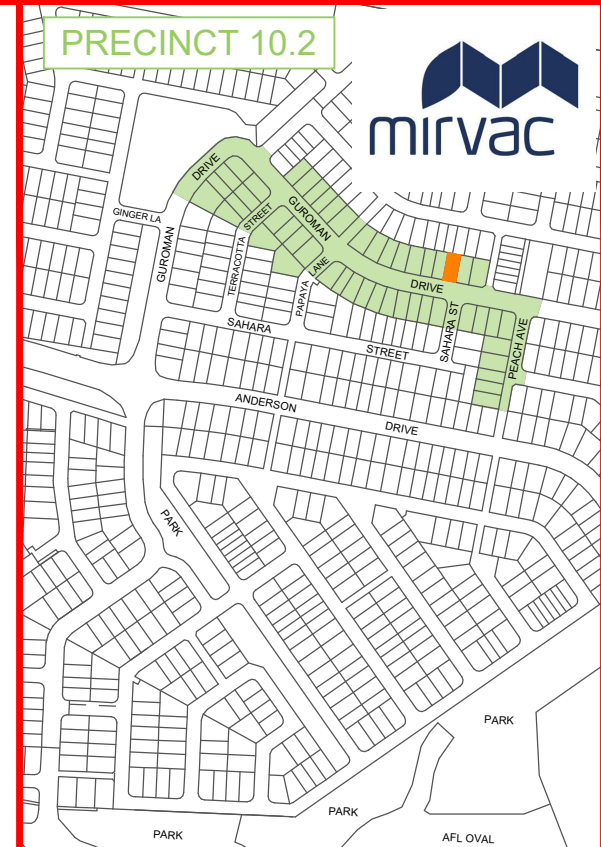 PRECINCT 10.2
mirvac
DRIVE
GINGER LA
STREET
GUROMAN
GUROMAN
TERRACOTTA
LANE
PAPAYA
DRIVE
SAHARA
STREET
SAHARA ST
PEACH AVE
ANDERSON
DRIVE
PARK
PARK
PARK
PARK
AFL OVAL